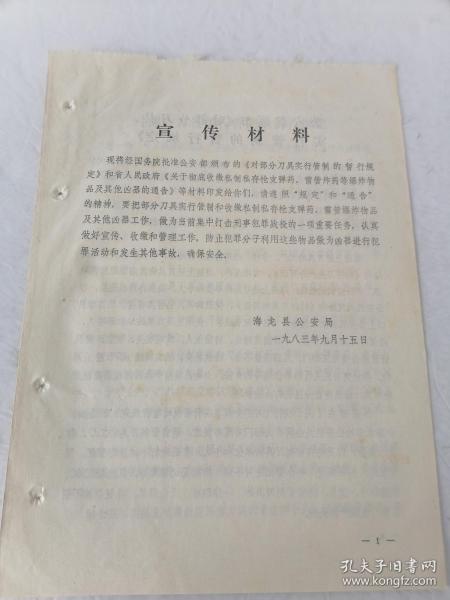 宣传材料
现将经国务院批准公安部颁布的《对部分刀具实行管制的暂行规
定》和省人民政府《关于彻底收缴私制私存枪支弹药、雷管炸药等爆炸物
品及其他凶器的通告》等材料印发给你们，请遵照“规定”和“通告”
的精神，要把部分刀具实行管制和收缴私制私存枪支弹药、雷管爆炸物品
及其他凶器工作，做为当前集中打击刑事犯罪战役的一项重要任务，认真
做好宣传、收缴和管理工作，防止犯罪分子利用这些物品做为凶器进行犯
罪活动和发生其他事故，确保安全。
海龙县公安局
一九八三年九月十五日
— 1 —
孔夫子旧书网
www.kongfz.com